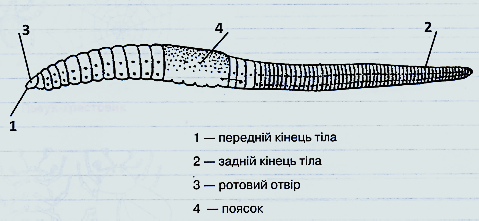 3
4
2
1
1 — передній кінець тіла
2 — задній кінець тіла
3 — ротовий отвір
4 — поясок